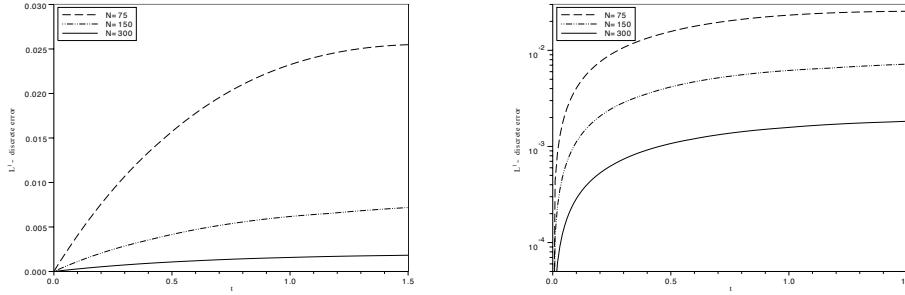 0.030
N= 75
N= 150
N= 300
0.025
0.020
0.015
0.010
0.005
0.000
0.0
0.5
1.0
1.5
t
L¹ - discrete error
N= 75
N= 150
N= 300
10⁻²
10⁻³
10⁻⁴
0.0
0.5
1.0
1.5
t
L¹ - discrete error